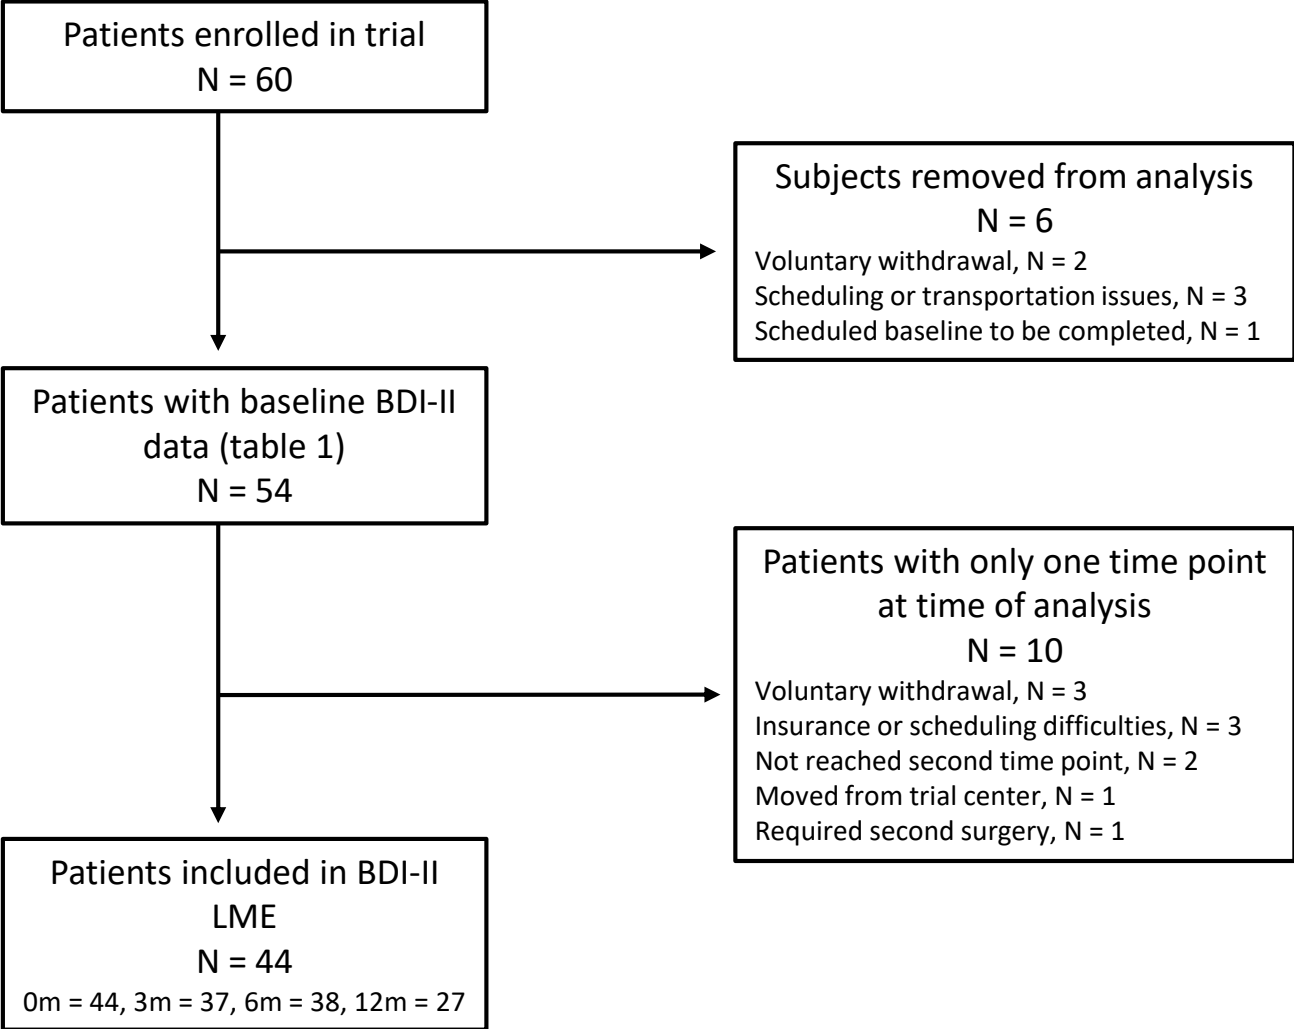 Patients enrolled in trial
N = 60
Subjects removed from analysis
N = 6
Voluntary withdrawal, N = 2
Scheduling or transportation issues, N = 3
Scheduled baseline to be completed, N = 1
Patients with baseline BDI-II
data (table 1)
N = 54
Patients with only one time point
at time of analysis
N = 10
Voluntary withdrawal, N = 3
Insurance or scheduling difficulties, N = 3
Not reached second time point, N = 2
Moved from trial center, N = 1
Required second surgery, N = 1
Patients included in BDI-II
LME
N = 44
0m = 44, 3m = 37, 6m = 38, 12m = 27